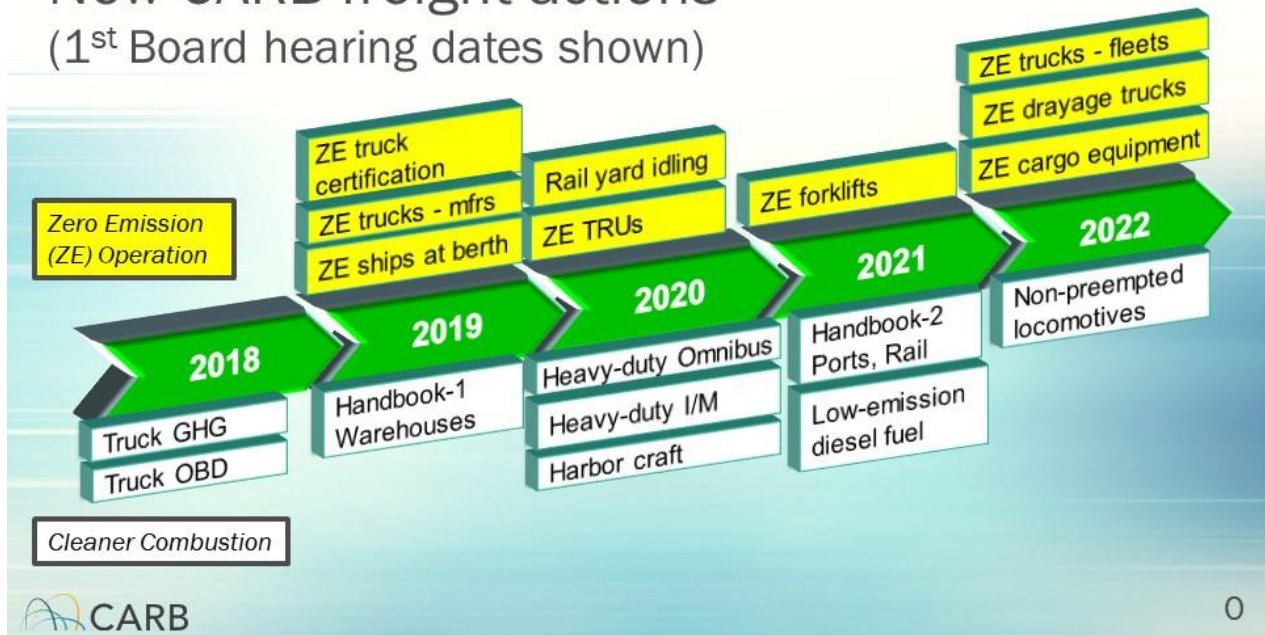 New CARB freight actions
(1st Board hearing dates shown)
Zero Emission
(ZE) Operation
ZE truck
certification
ZE trucks - mfrs
ZE ships at berth
Rail yard idling
ZE TRUs
ZE forklifts
ZE trucks - fleets
ZE drayage trucks
ZE cargo equipment
2018
2019
2020
2021
2022
Truck GHG
Truck OBD
Handbook-1
Warehouses
Heavy-duty Omnibus
Heavy-duty I/M
Harbor craft
Handbook-2
Ports, Rail
Low-emission
diesel fuel
Non-preempted
locomotives
Cleaner Combustion
CARB
0